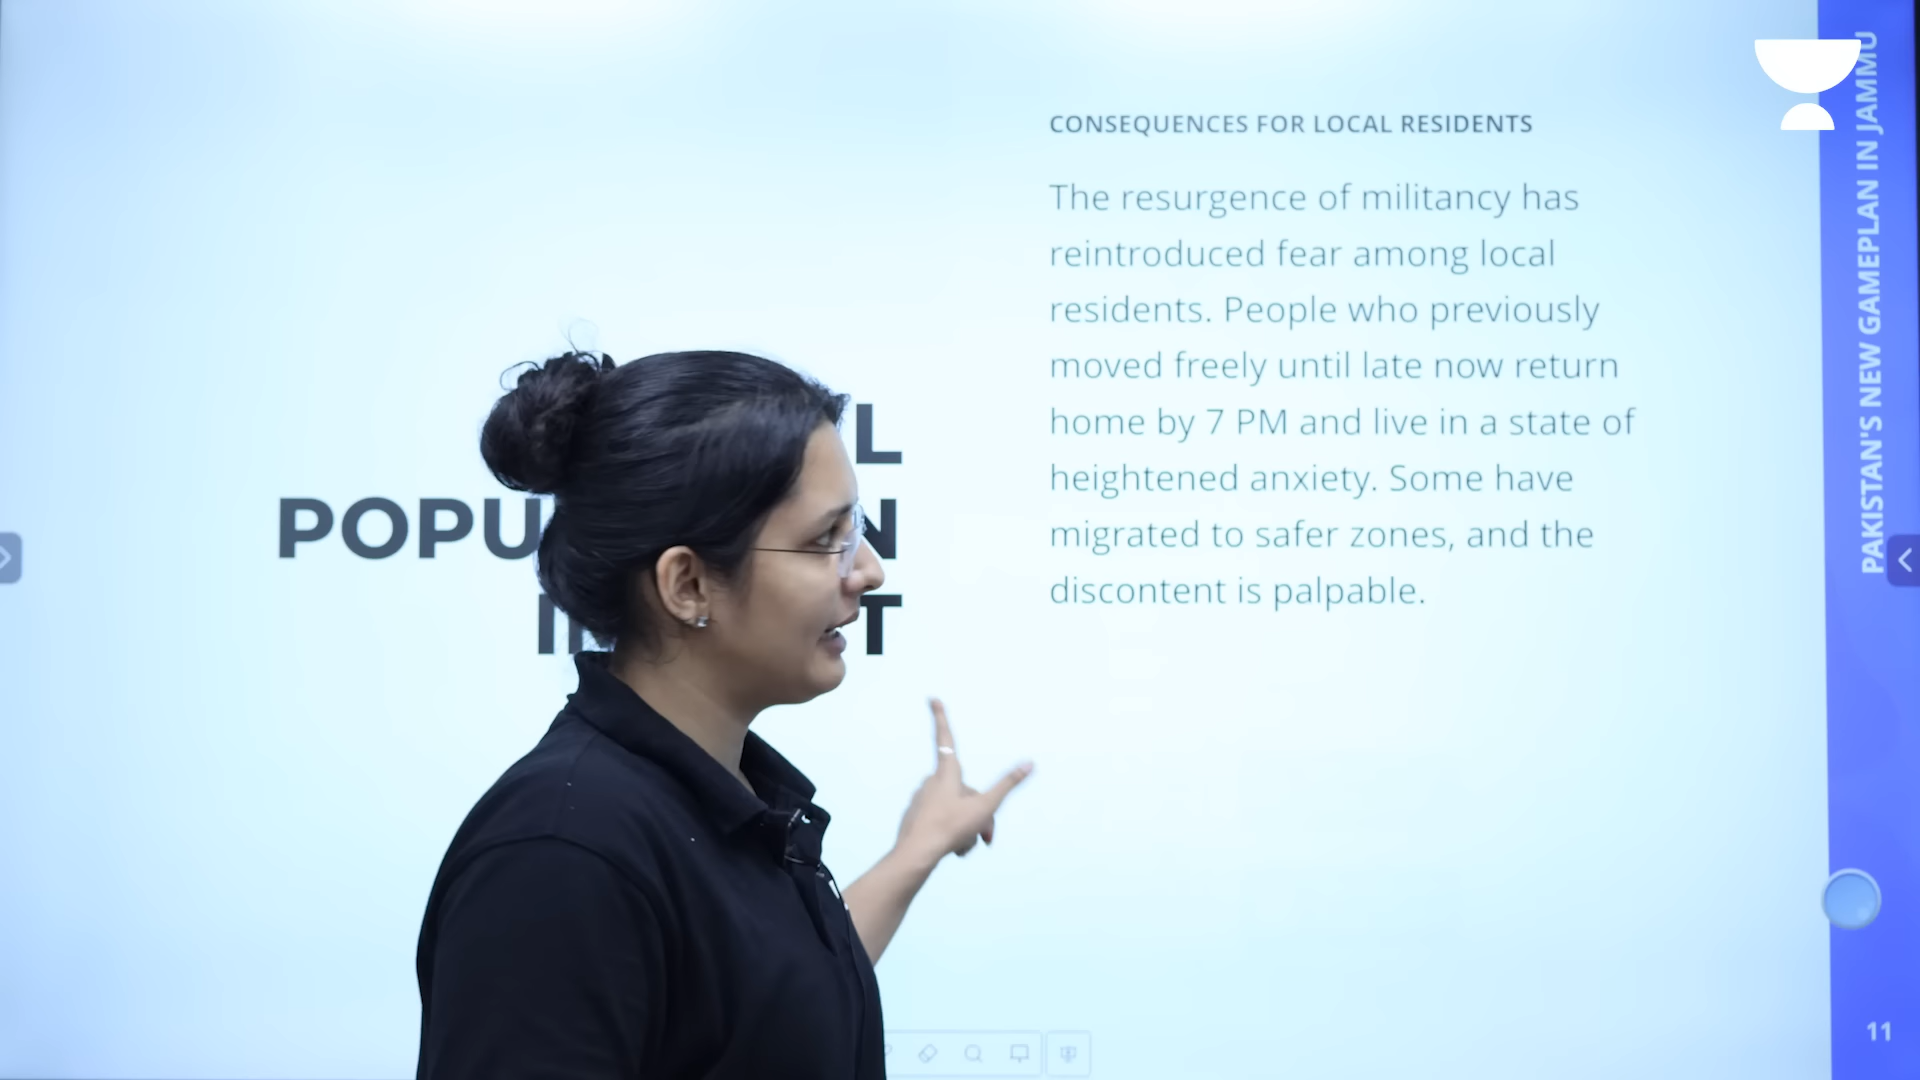 CONSEQUENCES FOR LOCAL RESIDENTS
The resurgence of militancy has
reintroduced fear among local
residents. People who previously
moved freely until late now return
home by 7 PM and live in a state of
heightened anxiety. Some have
migrated to safer zones, and the
discontent is palpable.
PAKISTAN'S NEW GAMEPLAN IN JAMMU
11